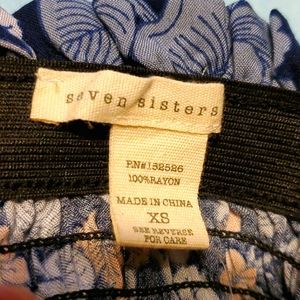 seven sisters
RN#132526
100%RAYON
MADE IN CHINA
XS
SEE REVERSE
FOR CARE